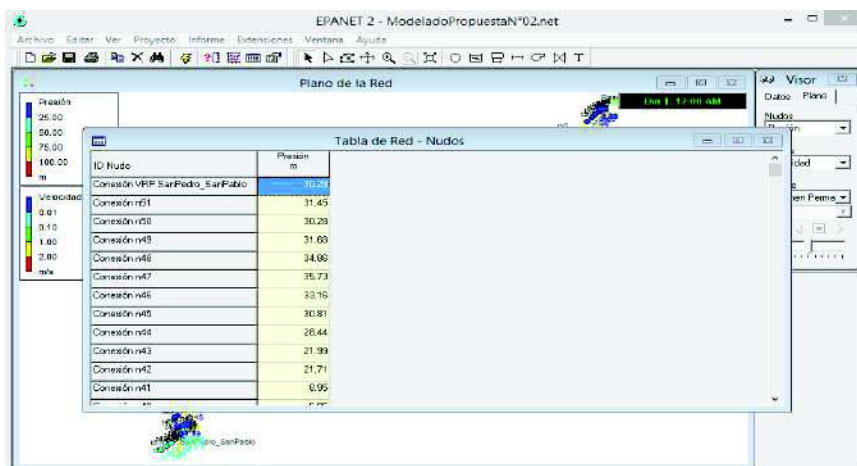 EPANET 2 - ModeladoPropuestaN°02.net
Archivo Editar Ver Proyecto Informe Extensiones Ventana Ayuda
Plano de la Red
Visor
Datos Plano
Nudos
Presión
25.00
50.00
75.00
100.00
m
Velocidad
0.01
0.10
1.00
2.00
m/s
Día 1, 12:00 AM
Tabla de Red - Nudos
ID Nudo Presión m
Conexión VRP SanPedro_SanPablo 30.29
Conexión n51 31.45
Conexión n50 30.28
Conexión n49 31.68
Conexión n48 34.86
Conexión n47 35.73
Conexión n46 33.16
Conexión n45 30.81
Conexión n44 28.44
Conexión n43 21.99
Conexión n42 21.71
Conexión n41 6.95
_SanPablo